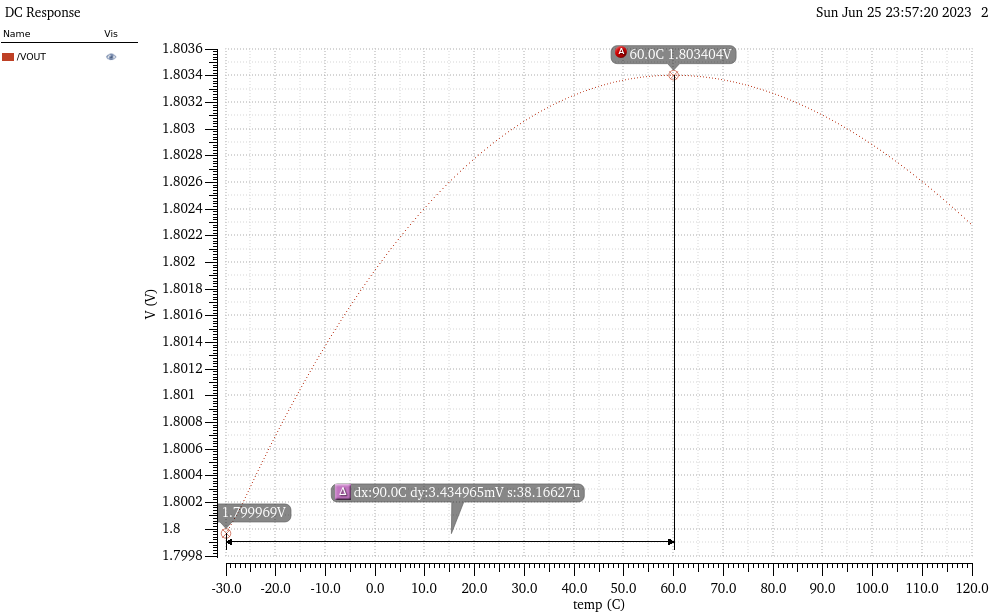 DC Response
Sun Jun 25 23:57:20 2023 2
Name Vis
/VOUT
1.8036
1.8034
1.8032
1.803
1.8028
1.8026
1.8024
1.8022
1.802
1.8018
1.8016
1.8014
1.8012
1.801
1.8008
1.8006
1.8004
1.8002
1.8
1.7998
V (V)
A 60.0C 1.803404V
Δ dx:90.0C dy:3.434965mV s:38.16627u
1.799969V
-30.0 -20.0 -10.0 0.0 10.0 20.0 30.0 40.0 50.0 60.0 70.0 80.0 90.0 100.0 110.0 120.0
temp (C)